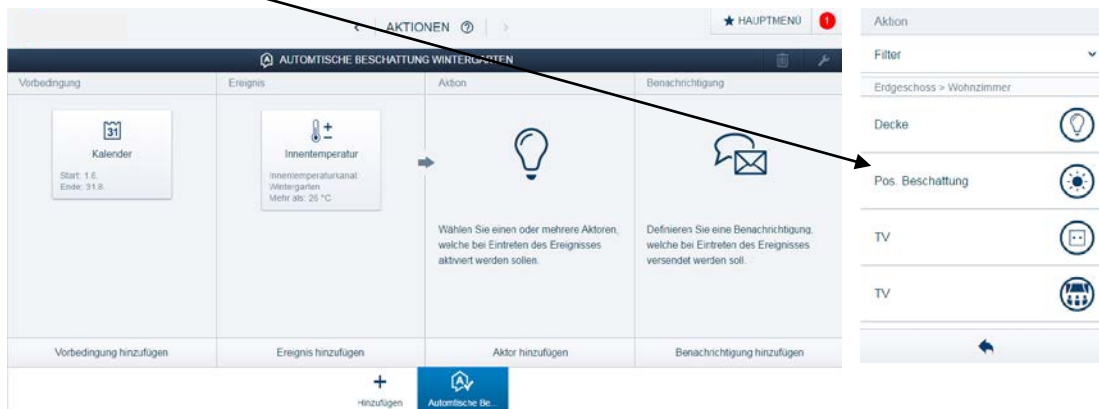 AKTIONEN
HAUPTMENÜ
1
AUTOMTISCHE BESCHATTUNG WINTERGARTEN
Vorbedingung
Ereignis
Aktion
Benachrichtigung
31
Kalender
Start: 1.6.
Ende: 31.8.
Innentemperatur
Innentemperaturkanal
Wintergarten
Mehr als: 26 °C
Wählen Sie einen oder mehrere Aktoren,
welche bei Eintreten des Ereignisses
aktiviert werden sollen.
Definieren Sie eine Benachrichtigung,
welche bei Eintreten des Ereignisses
versendet werden soll.
Vorbedingung hinzufügen
Ereignis hinzufügen
Aktor hinzufügen
Benachrichtigung hinzufügen
Hinzufügen
Automtische Be...
Aktion
Filter
Erdgeschoss > Wohnzimmer
Decke
Pos. Beschattung
TV
TV